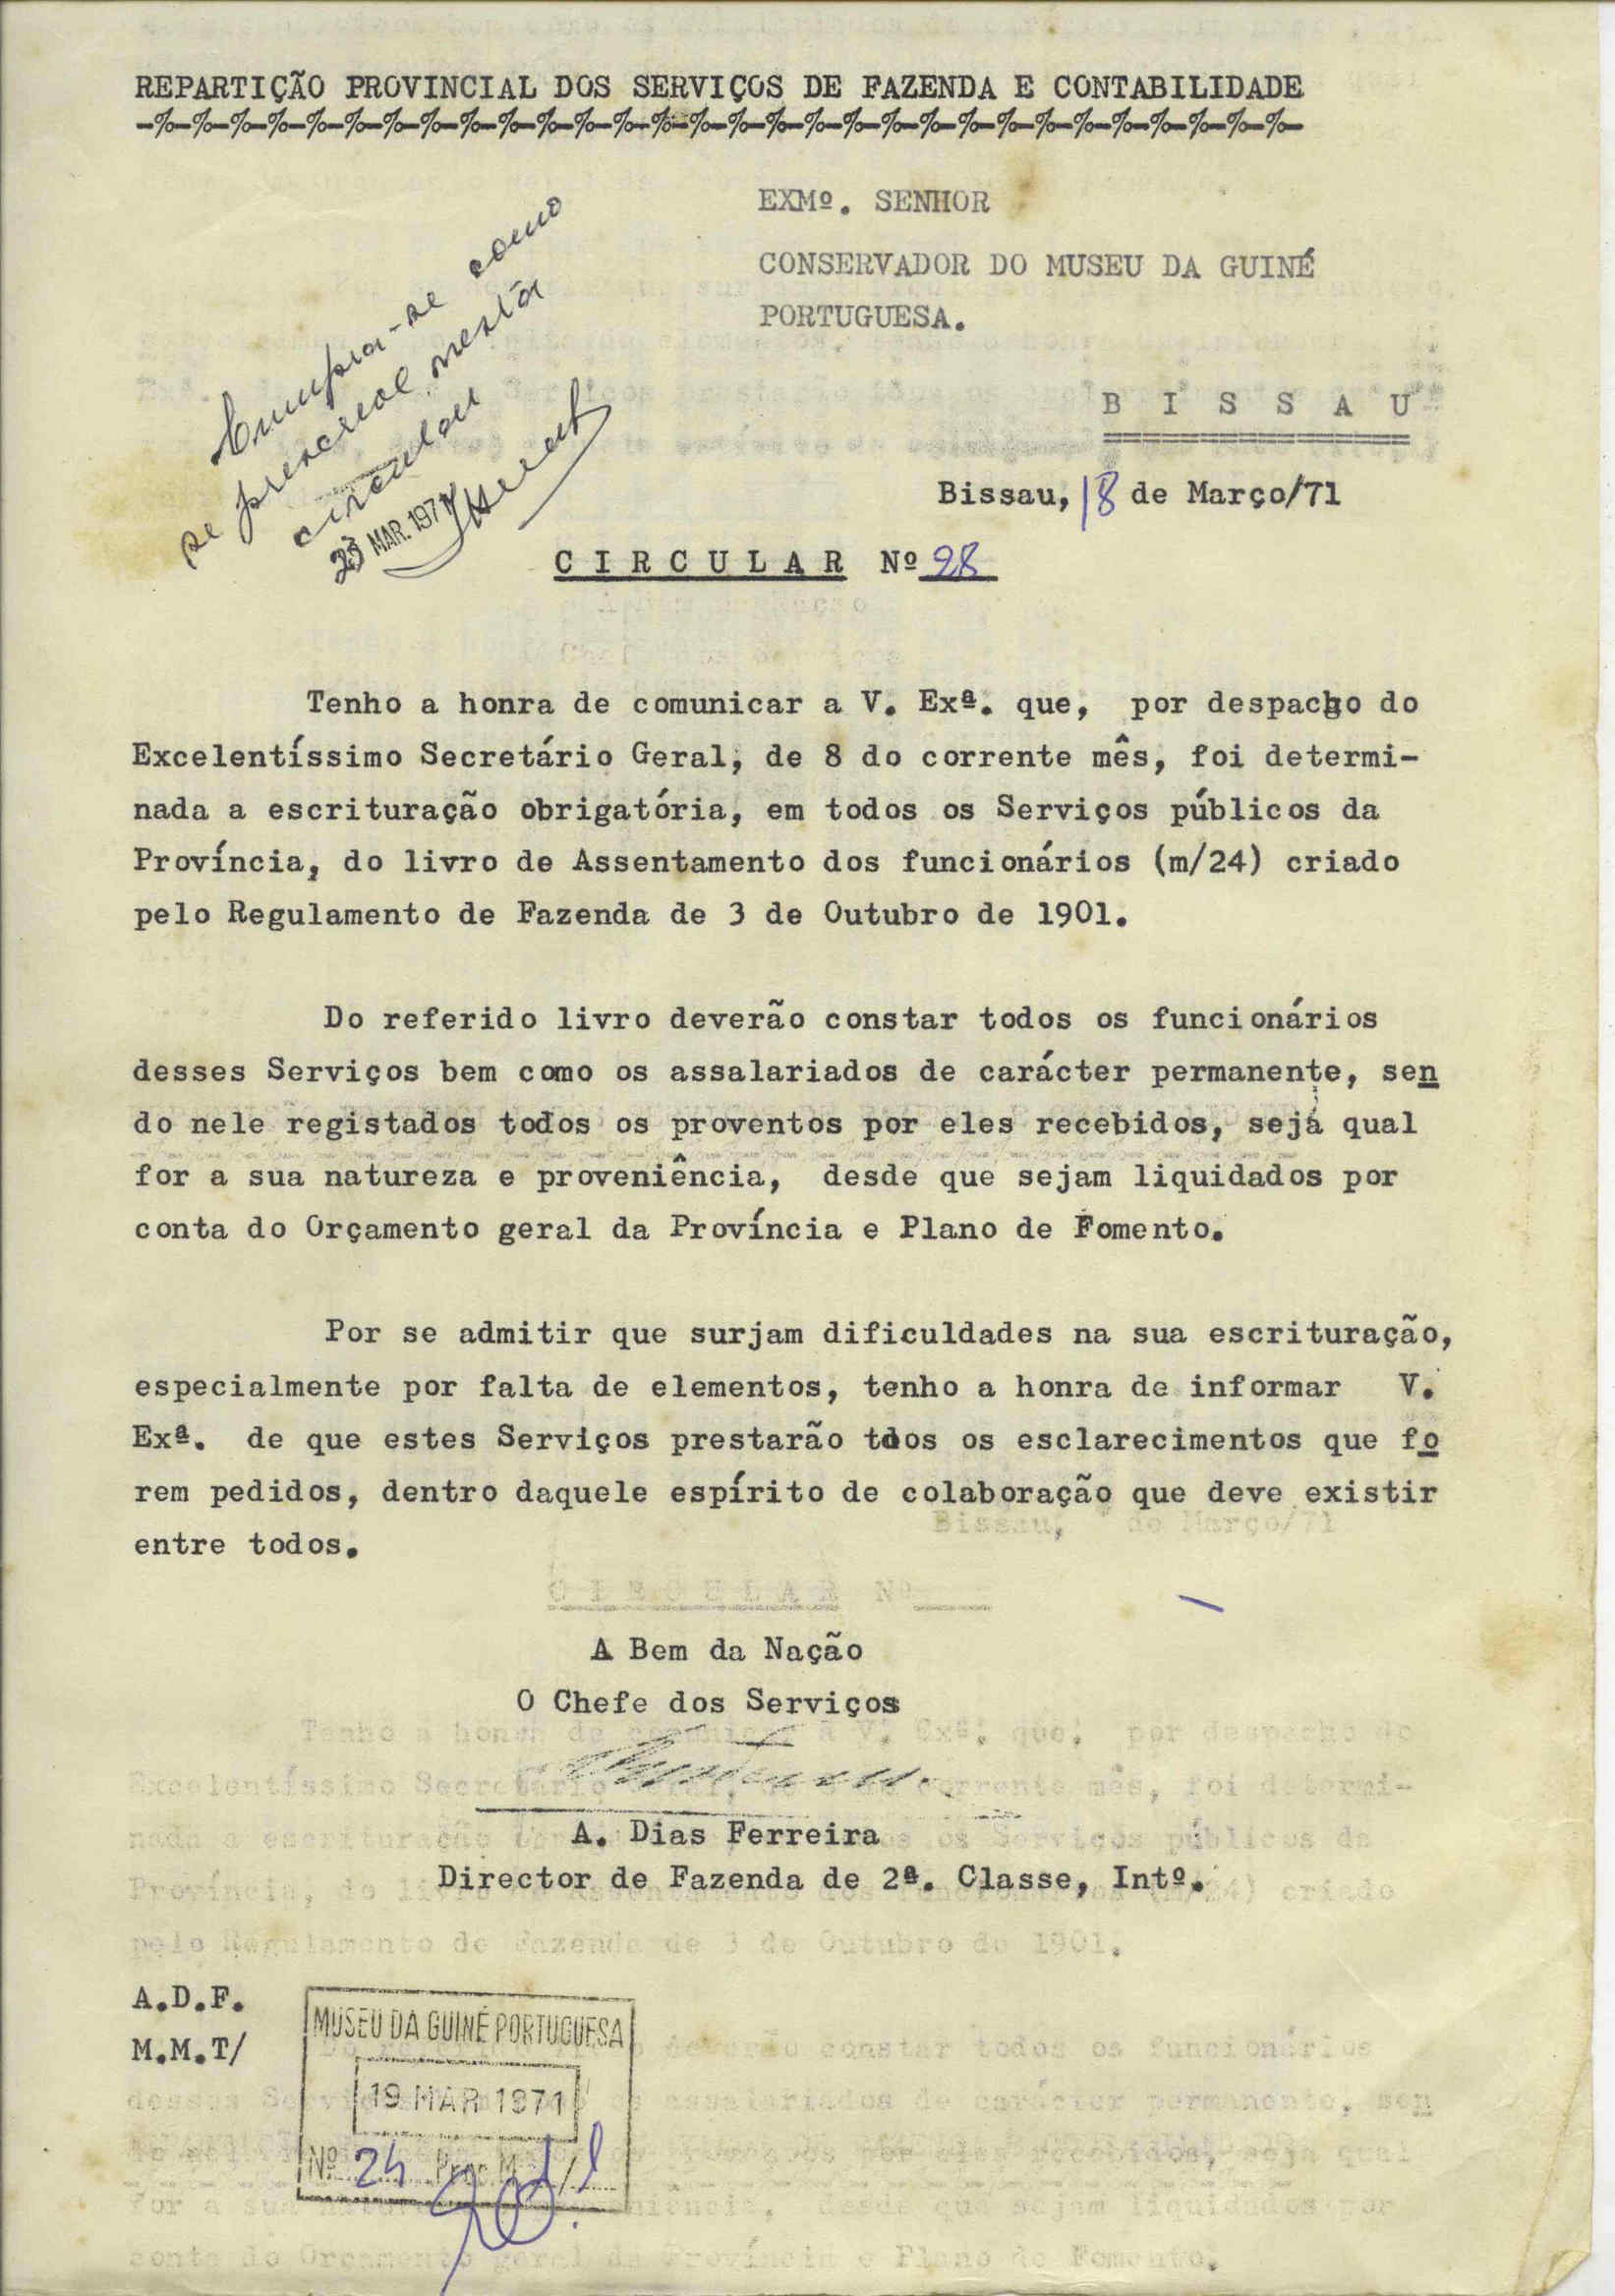 REPARTIÇÃO PROVINCIAL DOS SERVIÇOS DE FAZENDA E CONTABILIDADE
-%-%-%-%-%-%-%-%-%-%-%-%-%-%-%-%-%-%-%-%-%-%-%-%-%-%-%-%-%-%-
EXMº. SENHOR
CONSERVADOR DO MUSEU DA GUINÉ
PORTUGUESA.
B I S S A U
Cumpra-se como
se prescreve nesta
circular
23 MAR. 1971
Bissau, 18 de Março/71
C I R C U L A R Nº 28
Tenho a honra de comunicar a V. Exª. que, por despacho do
Excelentíssimo Secretário Geral, de 8 do corrente mês, foi determi-
nada a escrituração obrigatória, em todos os Serviços públicos da
Província, do livro de Assentamento dos funcionários (m/24) criado
pelo Regulamento de Fazenda de 3 de Outubro de 1901.
Do referido livro deverão constar todos os funcionários
desses Serviços bem como os assalariados de carácter permanente, sen
do nele registados todos os proventos por eles recebidos, seja qual
for a sua natureza e proveniência, desde que sejam liquidados por
conta do Orçamento geral da Província e Plano de Fomento.
Por se admitir que surjam dificuldades na sua escrituração,
especialmente por falta de elementos, tenho a honra de informar V.
Exª. de que estes Serviços prestarão tdos os esclarecimentos que fo
rem pedidos, dentro daquele espírito de colaboração que deve existir
entre todos.
A Bem da Nação
O Chefe dos Serviços
A. Dias Ferreira
Director de Fazenda de 2ª. Classe, Intº.
A.D.F.
M.M.T/
MUSEU DA GUINÉ PORTUGUESA
19 MAR 1971
Nº 24 Proc.